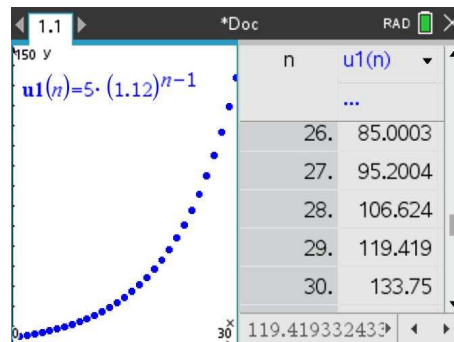 1.1
*Doc
RAD
150 y
u1(n)=5·(1.12)^{n-1}
x
0
30
n u1(n)
...
26. 85.0003
27. 95.2004
28. 106.624
29. 119.419
30. 133.75
119.419332433